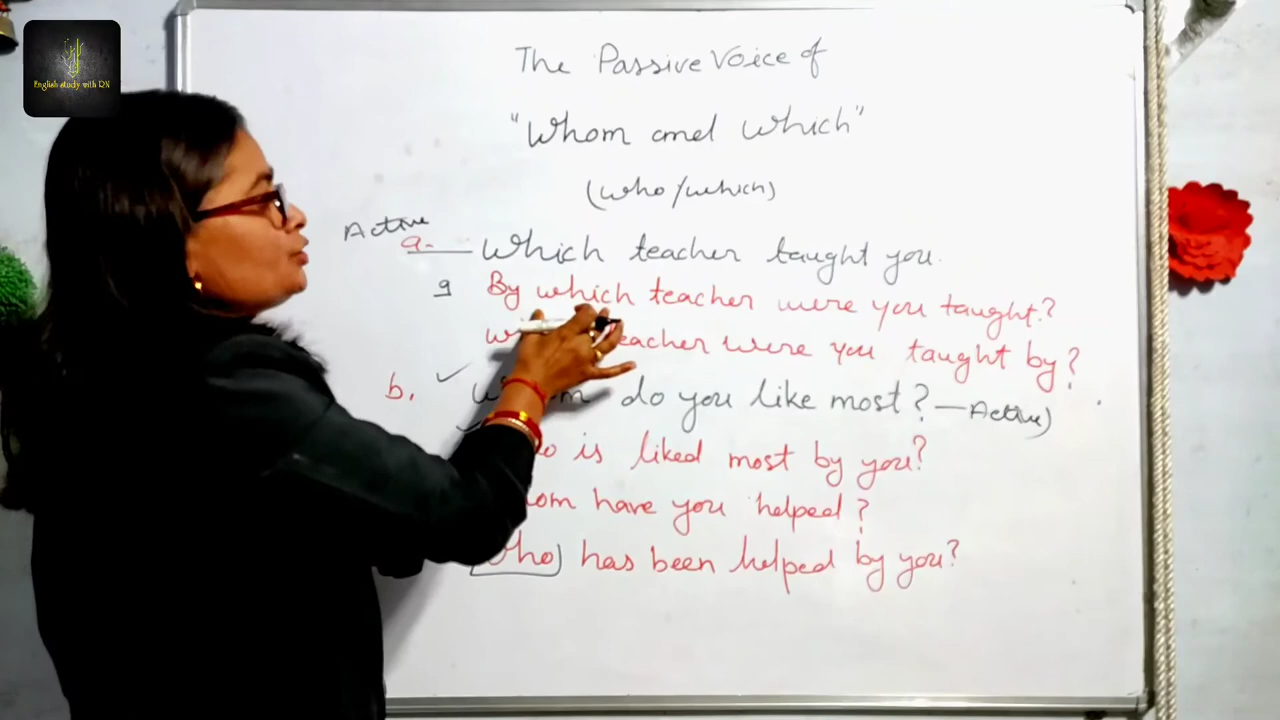 English study with RN
The Passive Voice of
"Whom and Which"
(who/which)
Active
a. Which teacher taught you.
g By which teacher were you taught?
teacher were you taught by?
b. ✓ do you like most? — Active)
is liked most by you?
have you helped?
Who has been helped by you?